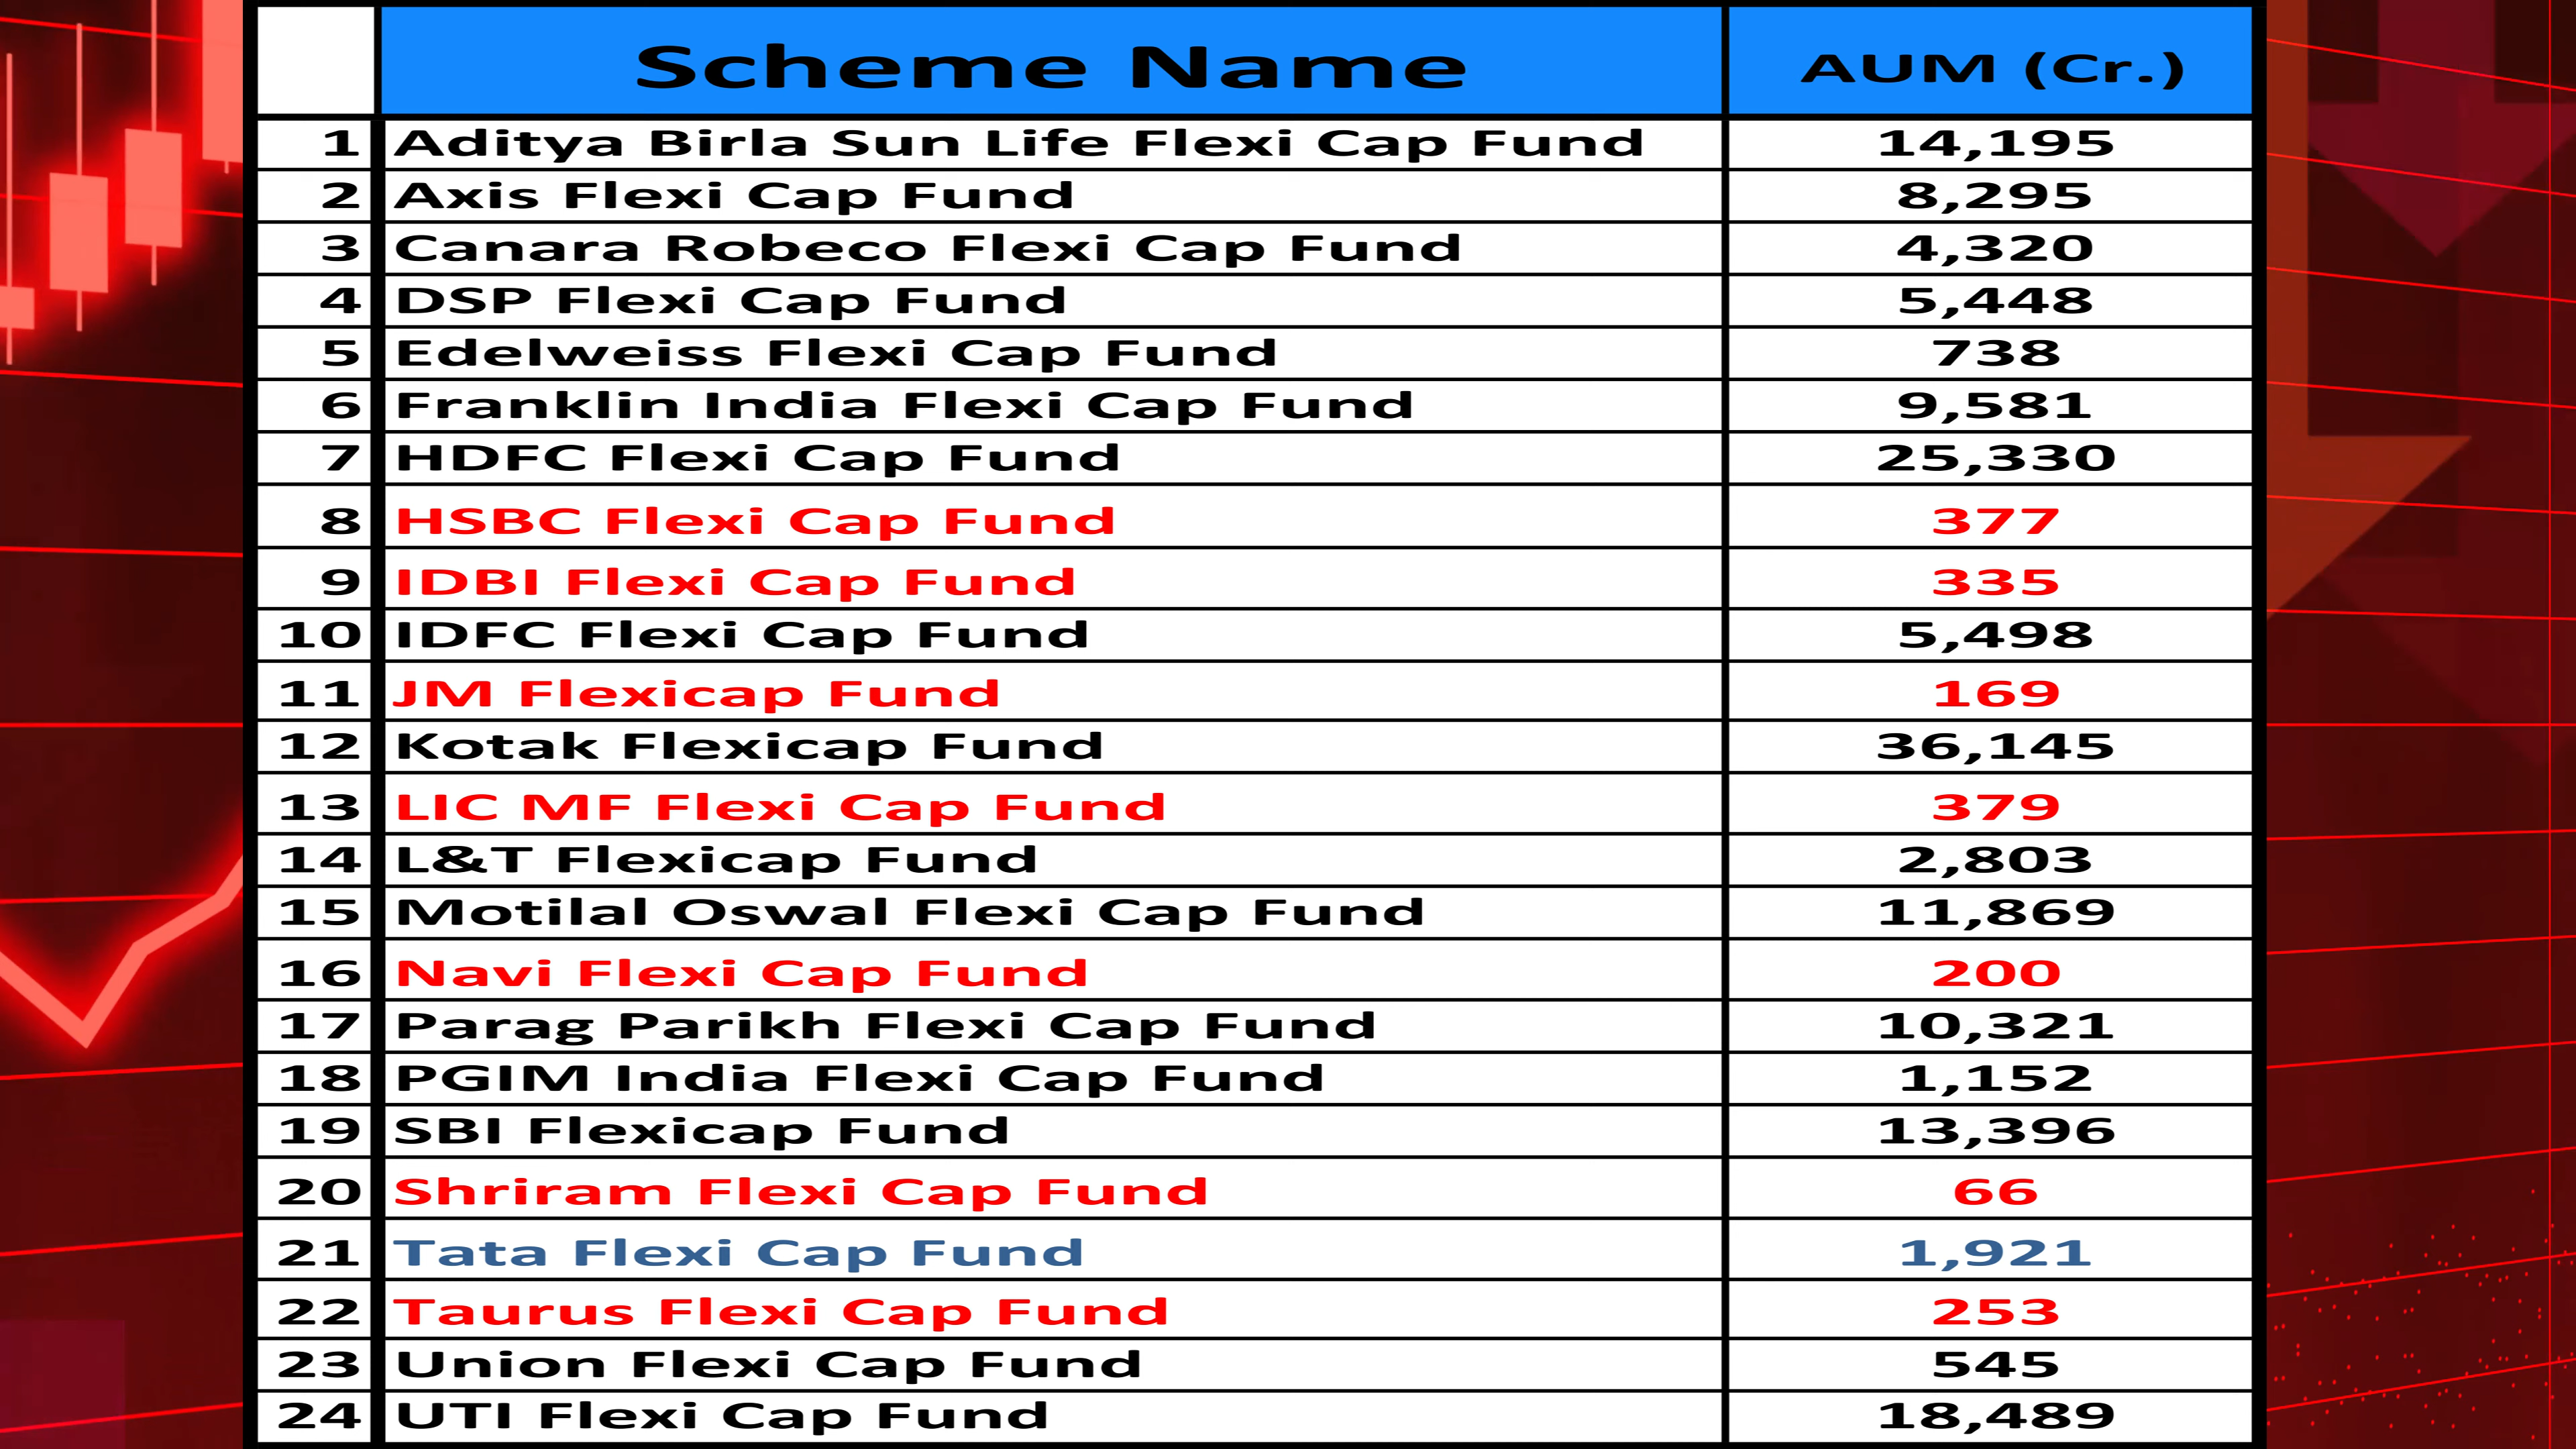 Scheme Name AUM (Cr.)
1 Aditya Birla Sun Life Flexi Cap Fund 14,195
2 Axis Flexi Cap Fund 8,295
3 Canara Robeco Flexi Cap Fund 4,320
4 DSP Flexi Cap Fund 5,448
5 Edelweiss Flexi Cap Fund 738
6 Franklin India Flexi Cap Fund 9,581
7 HDFC Flexi Cap Fund 25,330
8 HSBC Flexi Cap Fund 377
9 IDBI Flexi Cap Fund 335
10 IDFC Flexi Cap Fund 5,498
11 JM Flexicap Fund 169
12 Kotak Flexicap Fund 36,145
13 LIC MF Flexi Cap Fund 379
14 L&T Flexicap Fund 2,803
15 Motilal Oswal Flexi Cap Fund 11,869
16 Navi Flexi Cap Fund 200
17 Parag Parikh Flexi Cap Fund 10,321
18 PGIM India Flexi Cap Fund 1,152
19 SBI Flexicap Fund 13,396
20 Shriram Flexi Cap Fund 66
21 Tata Flexi Cap Fund 1,921
22 Taurus Flexi Cap Fund 253
23 Union Flexi Cap Fund 545
24 UTI Flexi Cap Fund 18,489